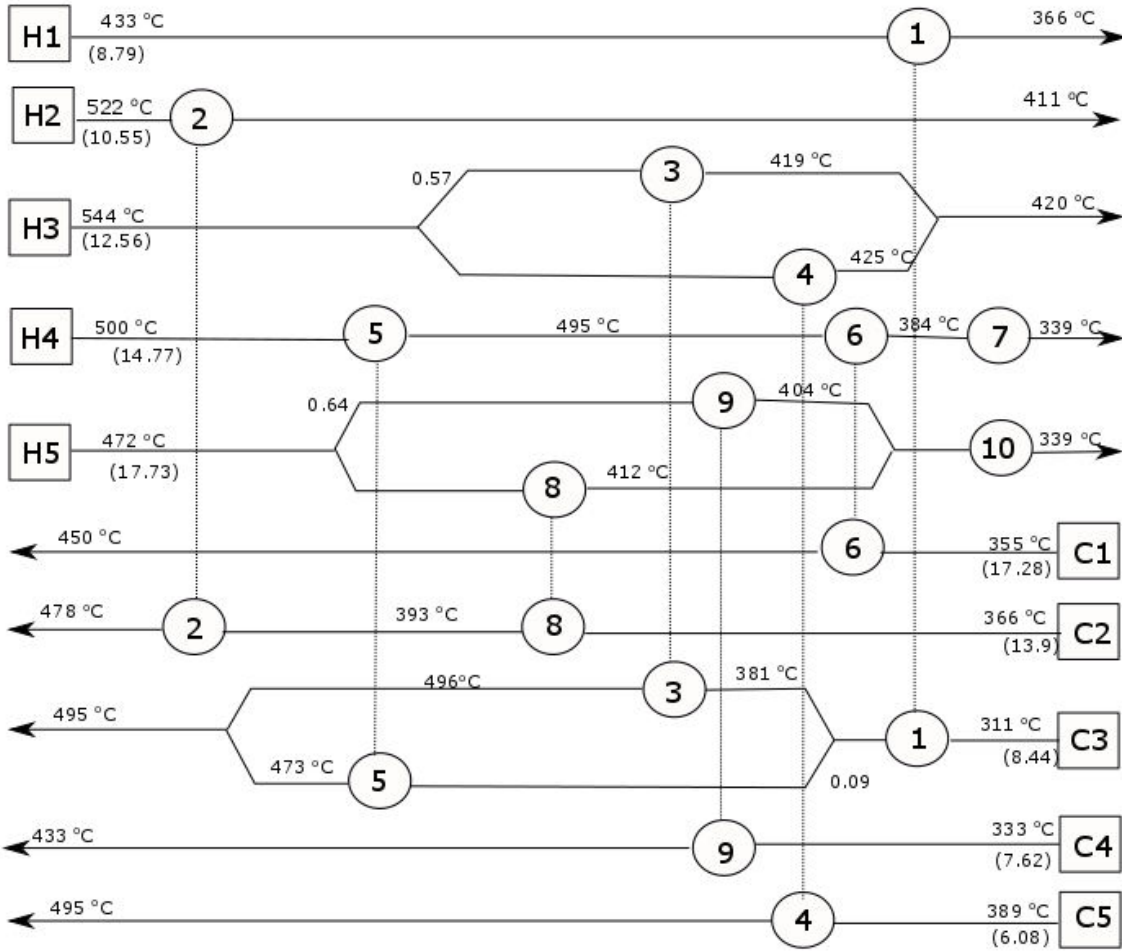 H1 433 °C (8.79) 1 366 °C
H2 522 °C (10.55) 2 411 °C
0.57 3 419 °C
H3 544 °C (12.56) 420 °C
4 425 °C
H4 500 °C (14.77) 5 495 °C 6 384 °C 7 339 °C
0.64 9 404 °C
H5 472 °C (17.73) 10 339 °C
8 412 °C
450 °C 6 355 °C (17.28) C1
478 °C 2 393 °C 8 366 °C (13.9) C2
496°C 3 381 °C
495 °C 1 311 °C (8.44) C3
473 °C 5 0.09
433 °C 9 333 °C (7.62) C4
495 °C 4 389 °C (6.08) C5